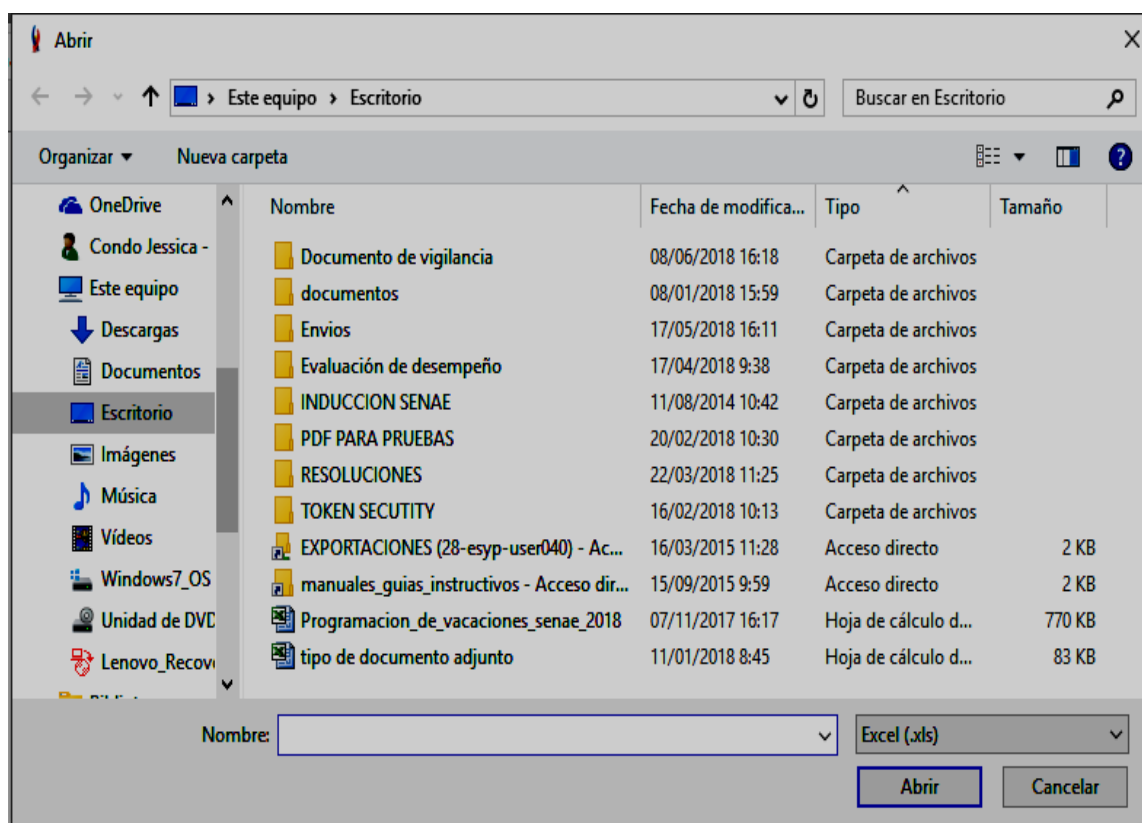 Abrir
Este equipo > Escritorio
Buscar en Escritorio
Organizar
Nueva carpeta
OneDrive
Condo Jessica -
Este equipo
Descargas
Documentos
Escritorio
Imágenes
Música
Vídeos
Windows7_OS
Unidad de DVD
Lenovo_Recov
Nombre Fecha de modifica... Tipo Tamaño
Documento de vigilancia 08/06/2018 16:18 Carpeta de archivos
documentos 08/01/2018 15:59 Carpeta de archivos
Envios 17/05/2018 16:11 Carpeta de archivos
Evaluación de desempeño 17/04/2018 9:38 Carpeta de archivos
INDUCCION SENAE 11/08/2014 10:42 Carpeta de archivos
PDF PARA PRUEBAS 20/02/2018 10:30 Carpeta de archivos
RESOLUCIONES 22/03/2018 11:25 Carpeta de archivos
TOKEN SECUTITY 16/02/2018 10:13 Carpeta de archivos
EXPORTACIONES (28-esyp-user040) - Ac... 16/03/2015 11:28 Acceso directo 2 KB
manuales_guias_instructivos - Acceso dir... 15/09/2015 9:59 Acceso directo 2 KB
Programacion_de_vacaciones_senae_2018 07/11/2017 16:17 Hoja de cálculo d... 770 KB
tipo de documento adjunto 11/01/2018 8:45 Hoja de cálculo d... 83 KB
Nombre:
Excel (.xls)
Abrir
Cancelar